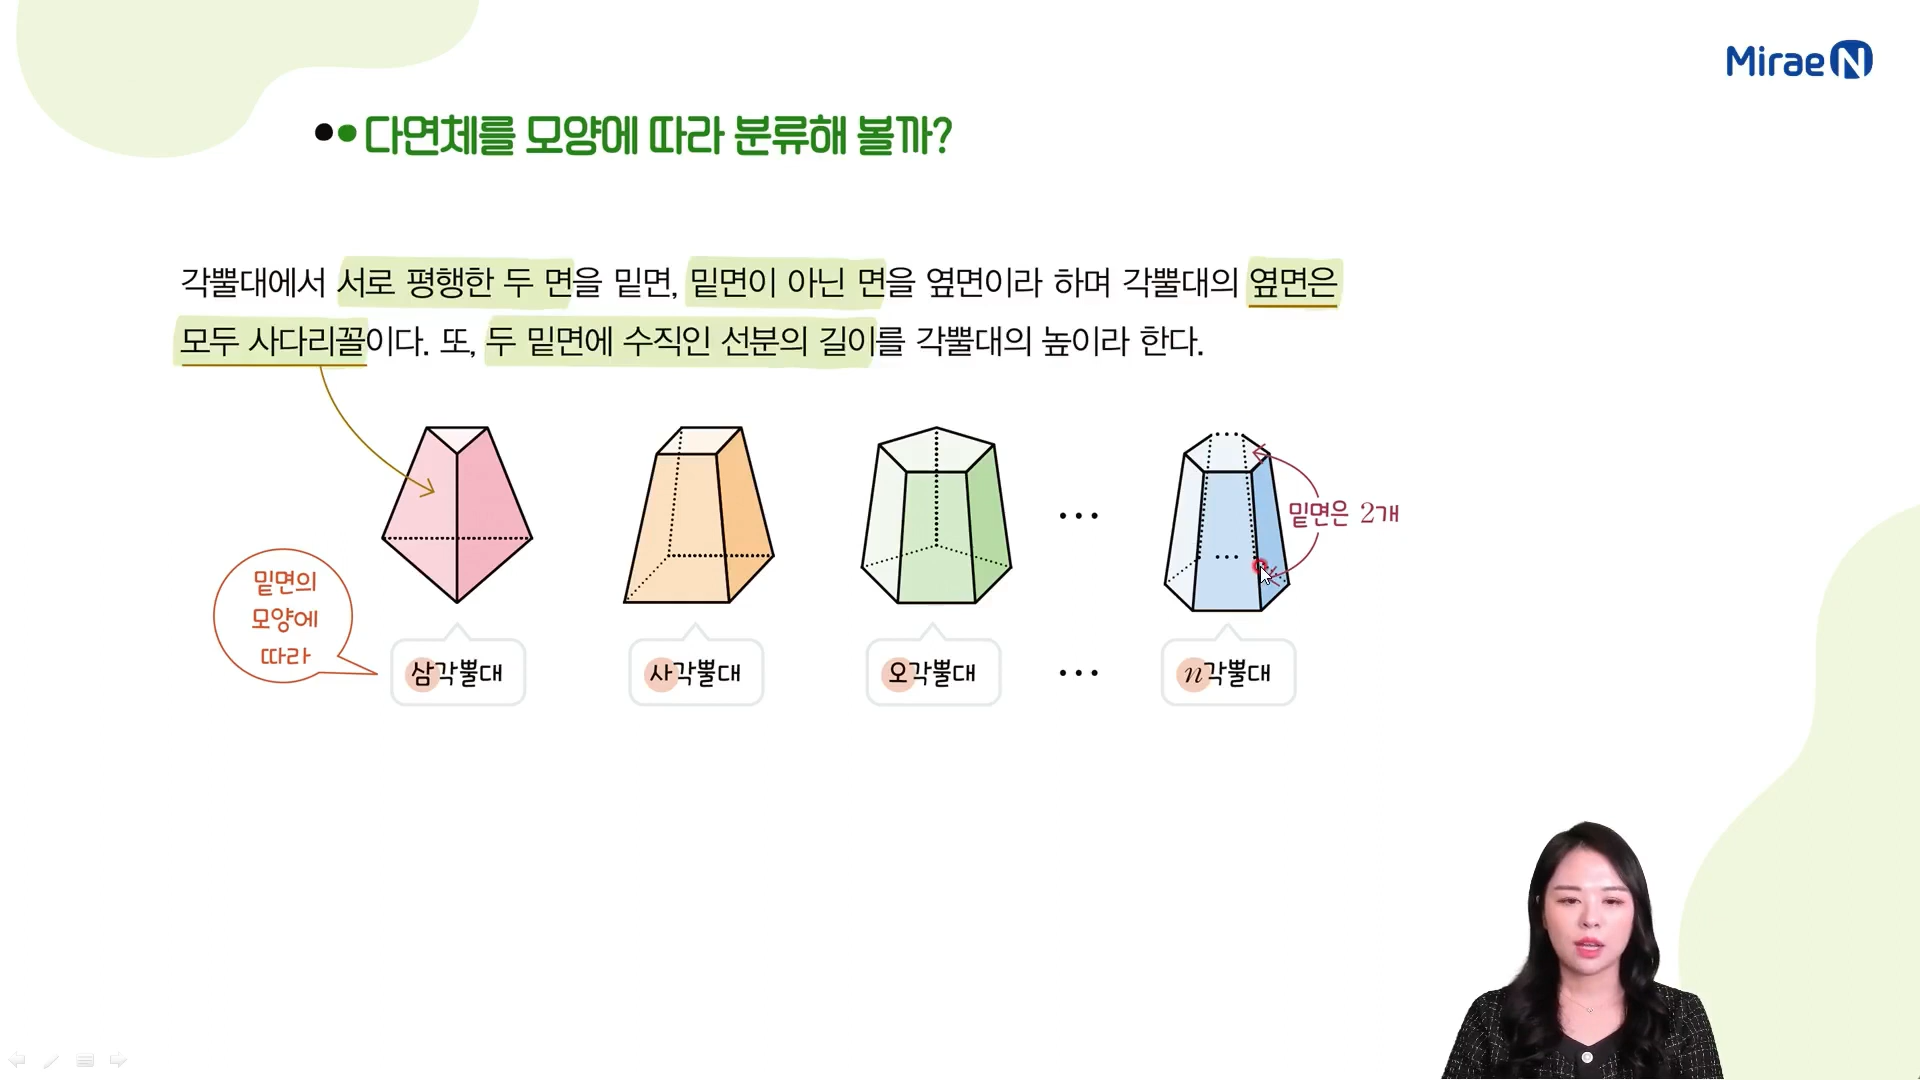 MiraeN
다면체를 모양에 따라 분류해 볼까?
각뿔대에서 서로 평행한 두 면을 밑면, 밑면이 아닌 면을 옆면이라 하며 각뿔대의 옆면은
모두 사다리꼴이다. 또, 두 밑면에 수직인 선분의 길이를 각뿔대의 높이라 한다.
···
밑면은 2개
밑면의
모양에
따라
삼각뿔대
사각뿔대
오각뿔대
···
n각뿔대